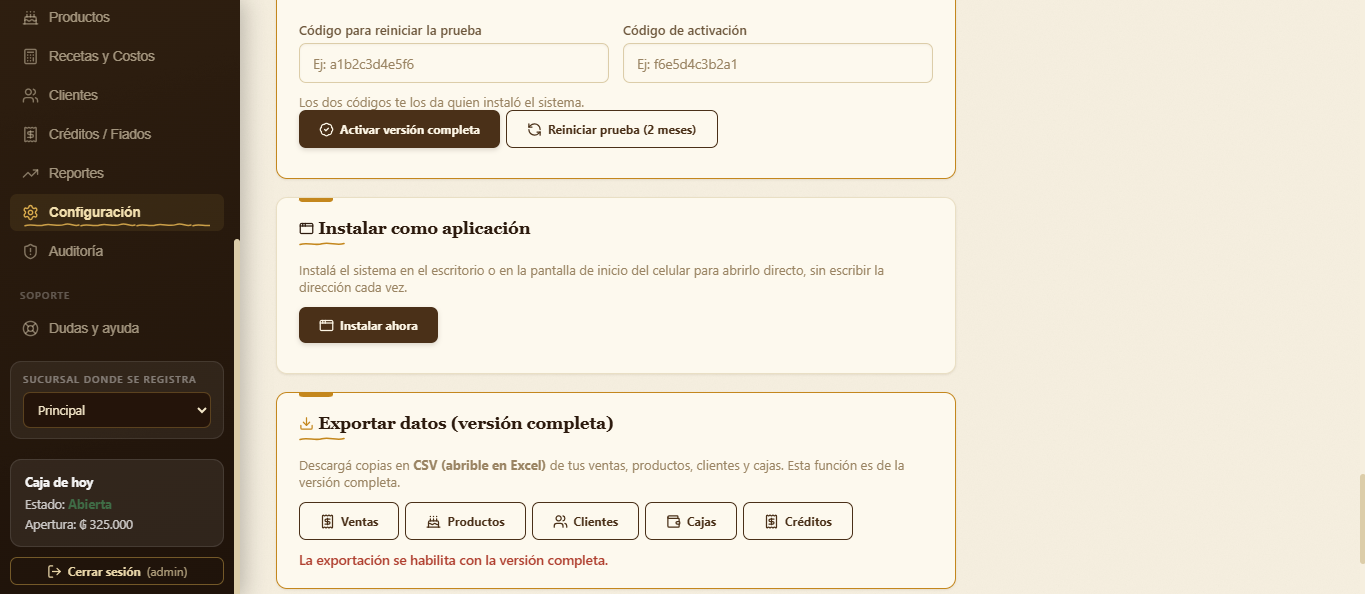 Productos
Recetas y Costos
Clientes
Créditos / Fiados
Reportes
Configuración
Auditoría
SOPORTE
Dudas y ayuda
SUCURSAL DONDE SE REGISTRA
Principal
Caja de hoy
Estado: Abierta
Apertura: ₲ 325.000
Cerrar sesión (admin)
Código para reiniciar la prueba
Ej: a1b2c3d4e5f6
Código de activación
Ej: f6e5d4c3b2a1
Los dos códigos te los da quien instaló el sistema.
Activar versión completa
Reiniciar prueba (2 meses)
Instalar como aplicación
Instalá el sistema en el escritorio o en la pantalla de inicio del celular para abrirlo directo, sin escribir la
dirección cada vez.
Instalar ahora
Exportar datos (versión completa)
Descargá copias en CSV (abrible en Excel) de tus ventas, productos, clientes y cajas. Esta función es de la
versión completa.
Ventas
Productos
Clientes
Cajas
Créditos
La exportación se habilita con la versión completa.